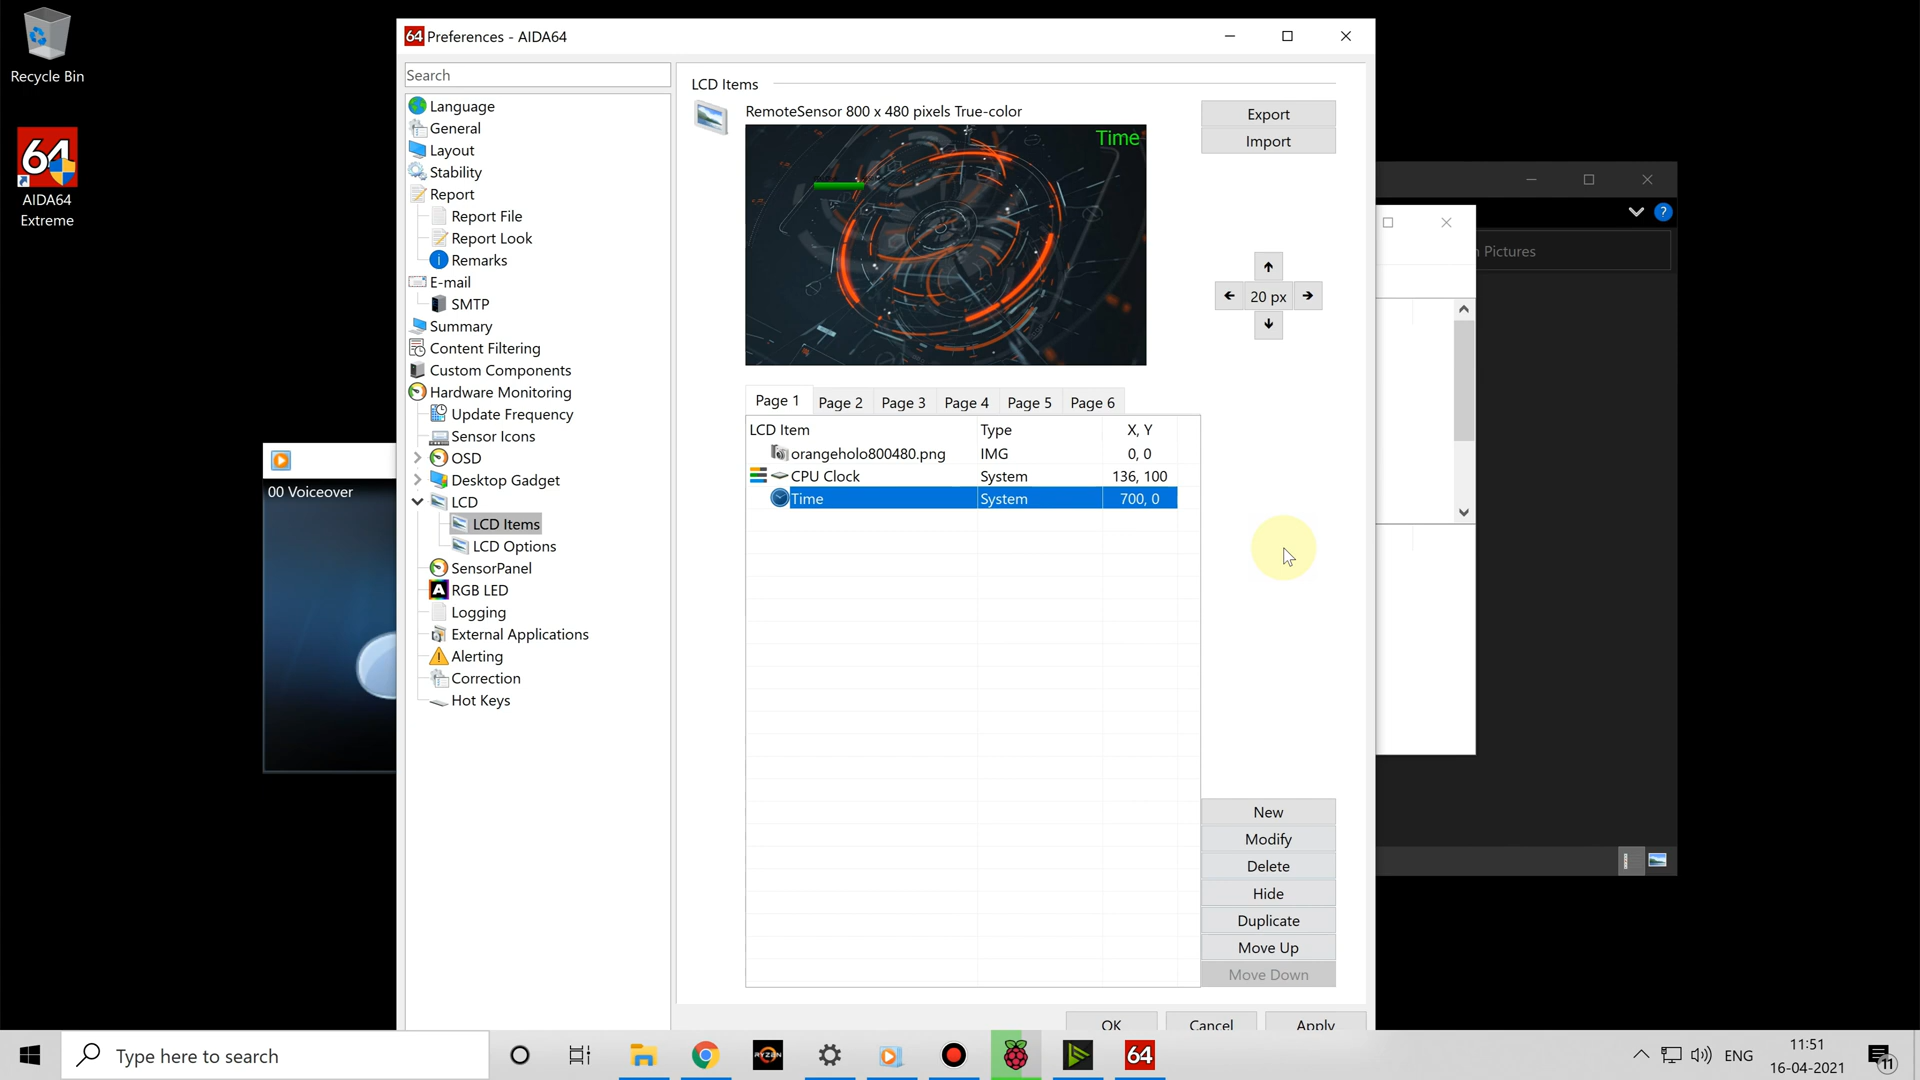 Recycle Bin
64
AIDA64
Extreme
64 Preferences - AIDA64
Search
Language
General
Layout
Stability
Report
Report File
Report Look
Remarks
E-mail
SMTP
Summary
Content Filtering
Custom Components
Hardware Monitoring
Update Frequency
Sensor Icons
OSD
Desktop Gadget
LCD
LCD Items
LCD Options
SensorPanel
RGB LED
Logging
External Applications
Alerting
Correction
Hot Keys
LCD Items
RemoteSensor 800 x 480 pixels True-color
Time
Export
Import
20 px
Page 1 Page 2 Page 3 Page 4 Page 5 Page 6
LCD Item Type X, Y
orangeholo800480.png IMG 0, 0
CPU Clock System 136, 100
Time System 700, 0
New
Modify
Delete
Hide
Duplicate
Move Up
Move Down
OK Cancel Apply
00 Voiceover
Pictures
Type here to search
RYZEN
64
ENG
11:51
16-04-2021
11